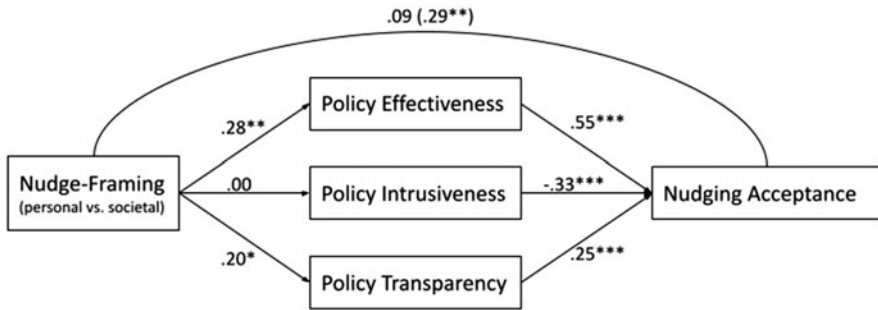 .09 (.29**)
Policy Effectiveness
.28**
.55***
Nudge-Framing
(personal vs. societal)
.00
Policy Intrusiveness
-.33***
Nudging Acceptance
.20*
.25***
Policy Transparency